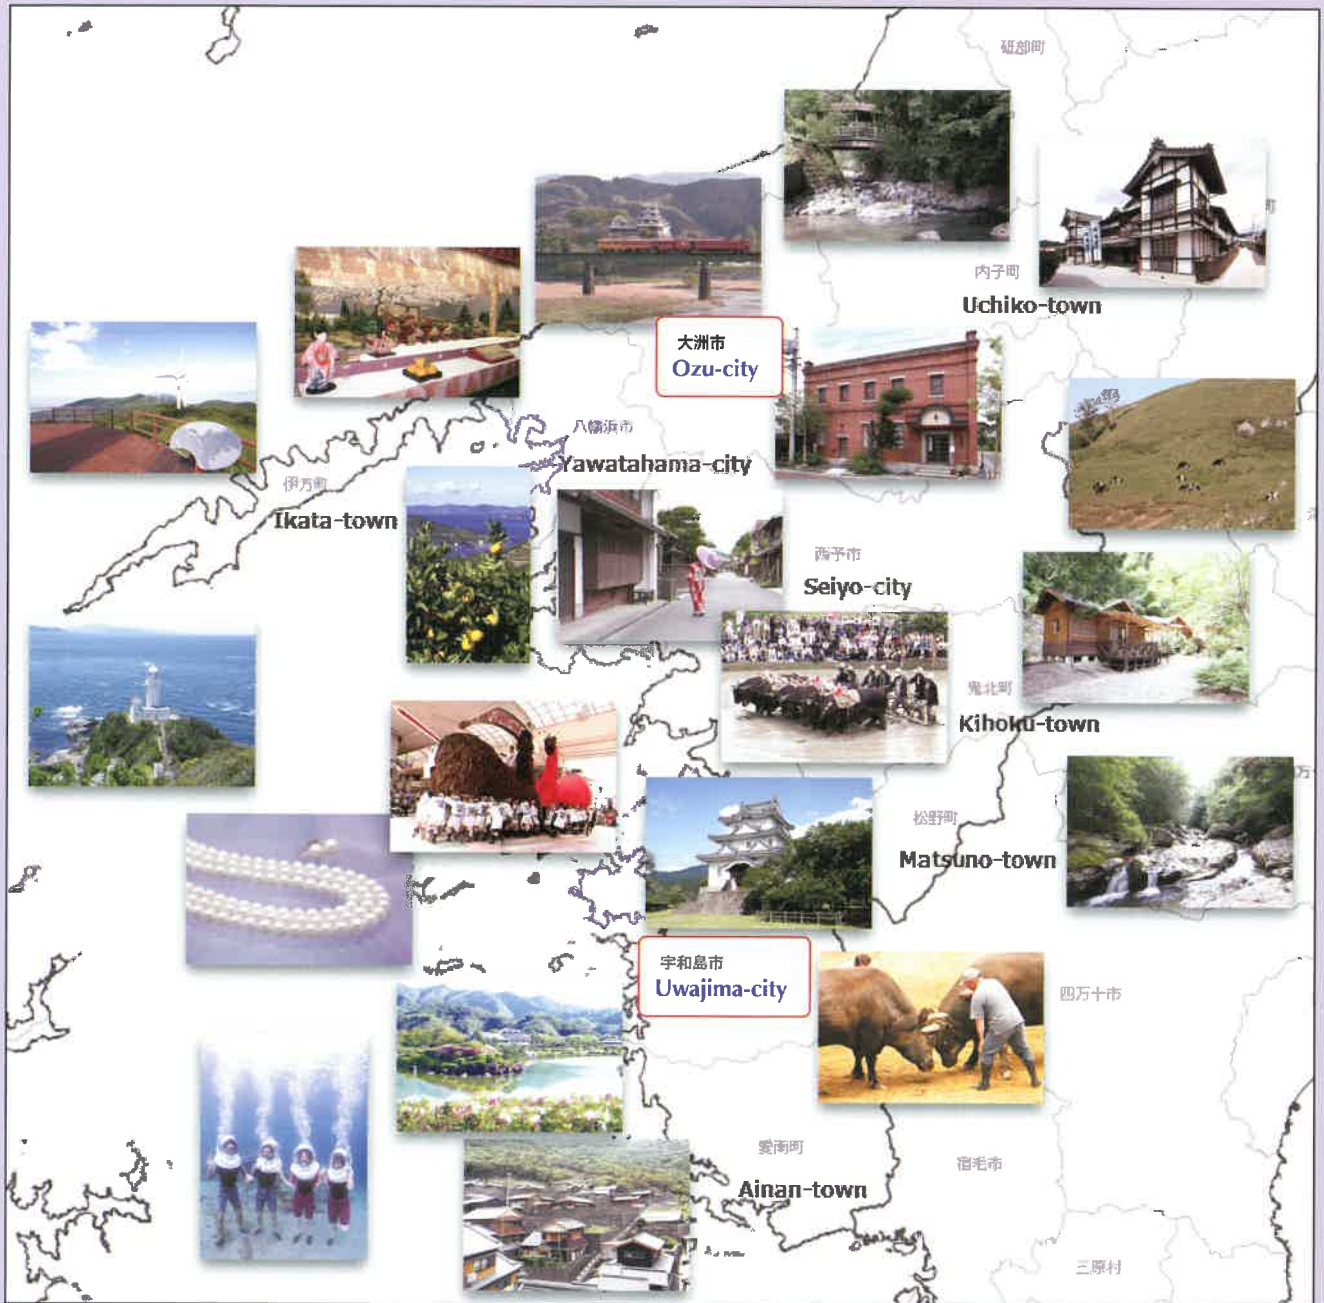 砥部町
内子町
Uchiko-town
大洲市
Ozu-city
八幡浜市
Yawatahama-city
伊方町
Ikata-town
西予市
Seiyo-city
鬼北町
Kihoku-town
松野町
Matsuno-town
宇和島市
Uwajima-city
四万十市
愛南町
Ainan-town
宿毛市
三原村